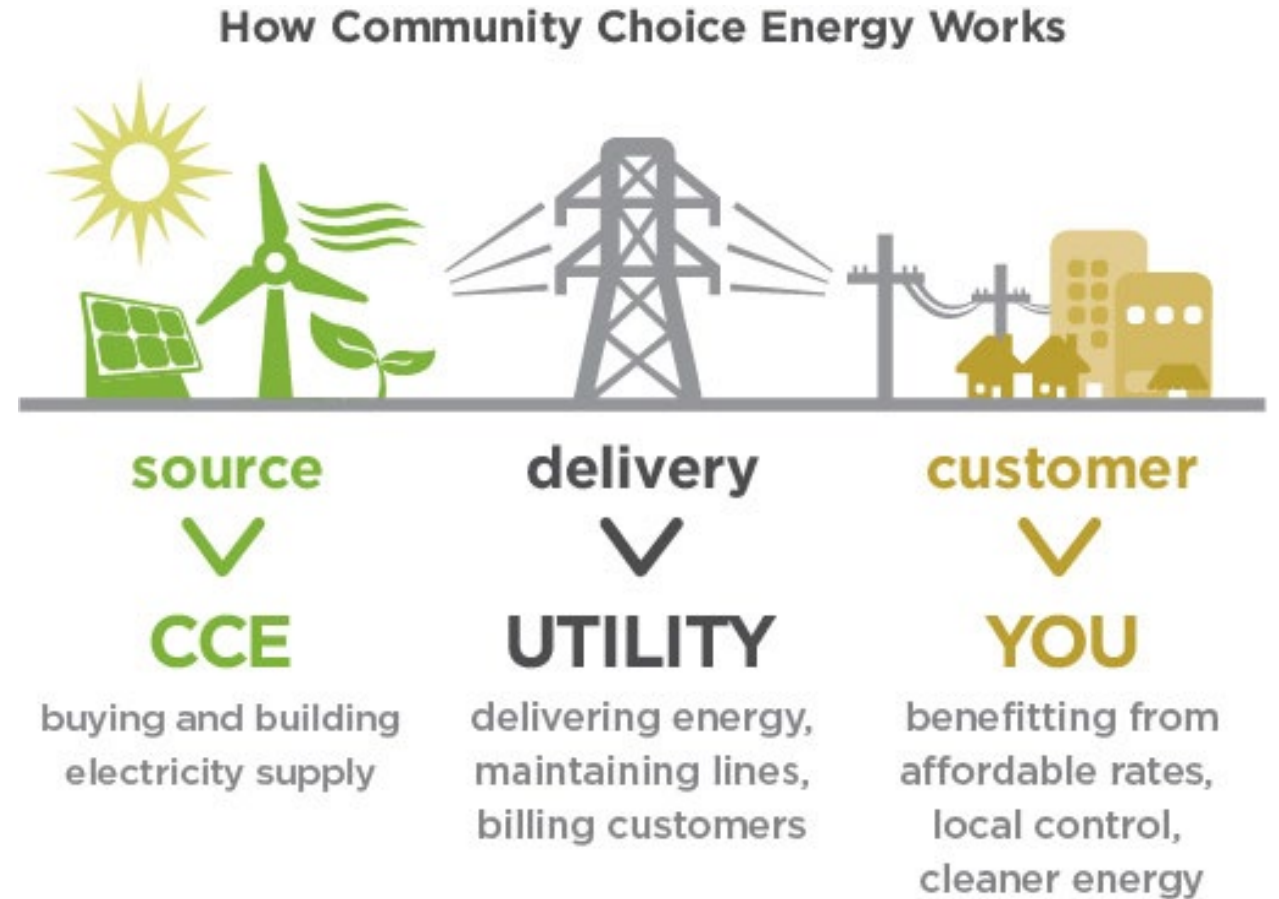 How Community Choice Energy Works
source
CCE
buying and building
electricity supply
delivery
UTILITY
delivering energy,
maintaining lines,
billing customers
customer
YOU
benefitting from
affordable rates,
local control,
cleaner energy